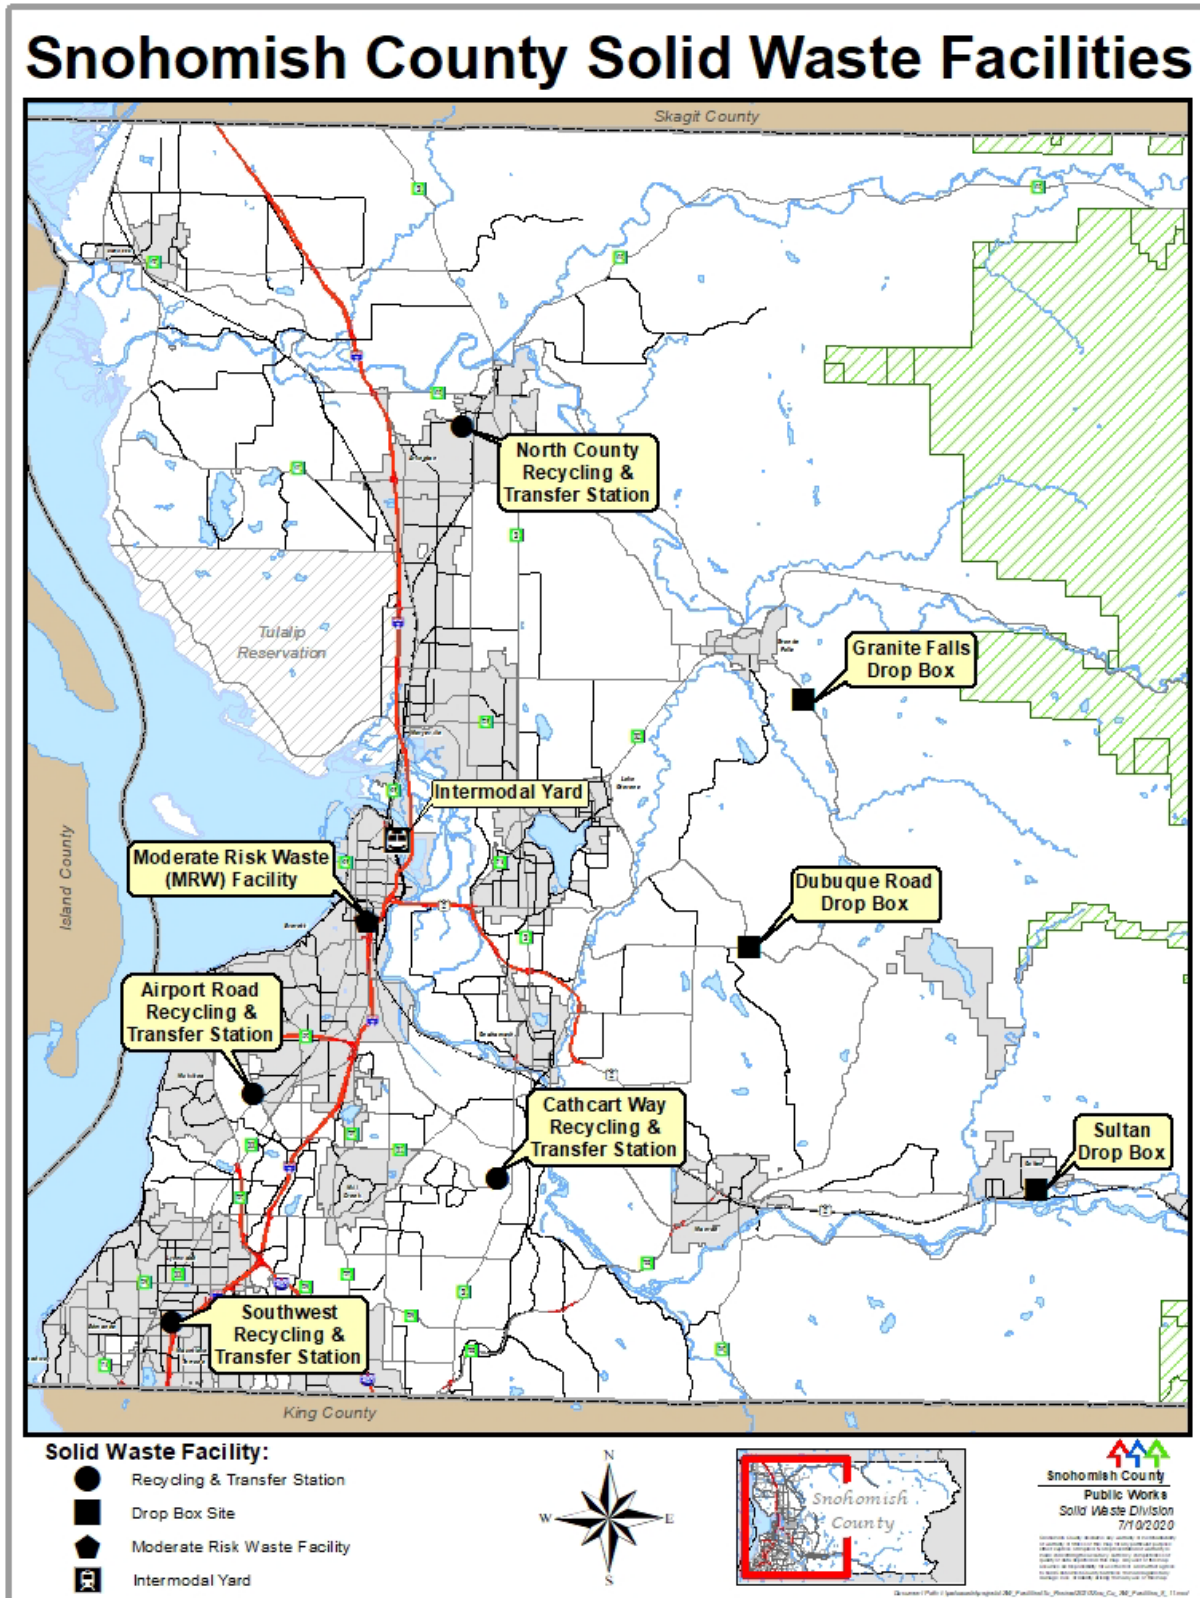 Snohomish County Solid Waste Facilities
Skagit County
North County
Recycling &
Transfer Station
Tulalip
Reservation
Granite Falls
Drop Box
Intermodal Yard
Moderate Risk Waste
(MRW) Facility
Island County
Dubuque Road
Drop Box
Airport Road
Recycling &
Transfer Station
Cathcart Way
Recycling &
Transfer Station
Sultan
Drop Box
Southwest
Recycling &
Transfer Station
King County
Solid Waste Facility:
Recycling & Transfer Station
Drop Box Site
Moderate Risk Waste Facility
Intermodal Yard
N
W E
S
Snohomish
County
Snohomish County
Public Works
Solid Waste Division
7/10/2020